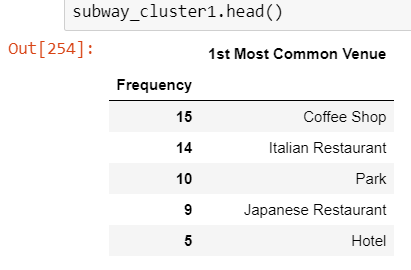 subway_cluster1.head()
Out[254]:
1st Most Common Venue
Frequency
15 Coffee Shop
14 Italian Restaurant
10 Park
9 Japanese Restaurant
5 Hotel